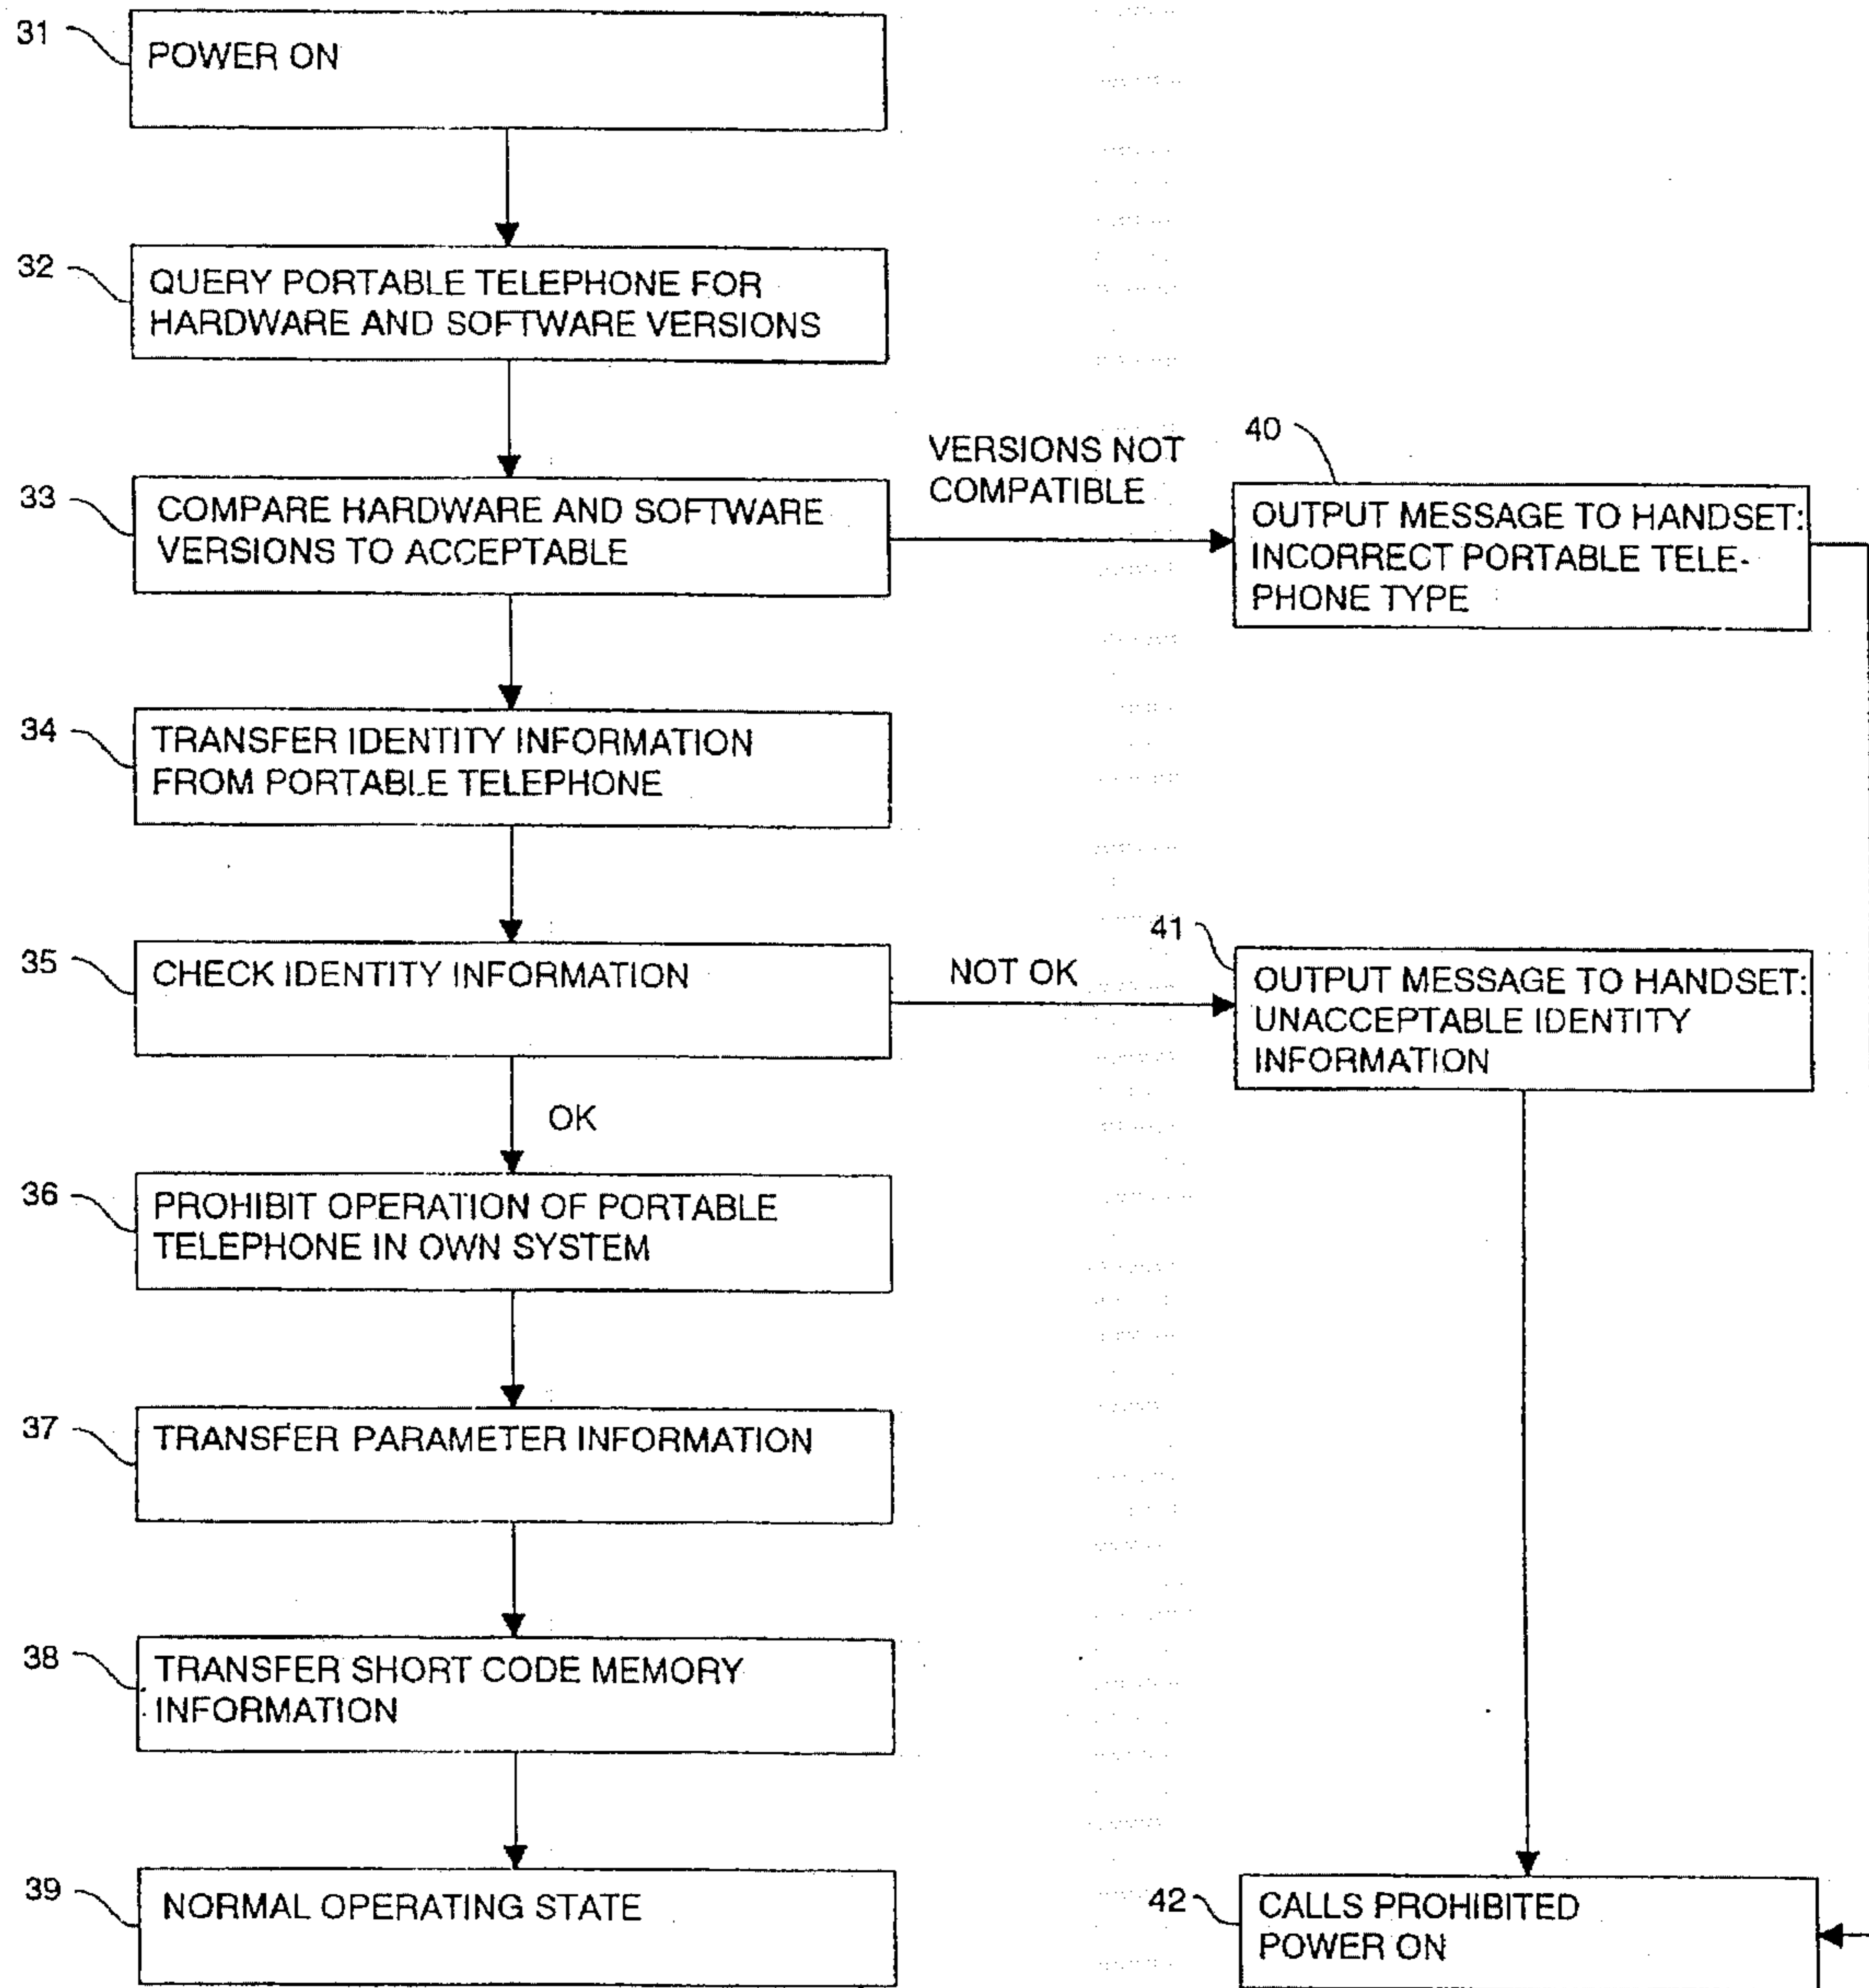 31
POWER ON
32
QUERY PORTABLE TELEPHONE FOR
HARDWARE AND SOFTWARE VERSIONS
33
COMPARE HARDWARE AND SOFTWARE
VERSIONS TO ACCEPTABLE
VERSIONS NOT
COMPATIBLE
40
OUTPUT MESSAGE TO HANDSET:
INCORRECT PORTABLE TELE-
PHONE TYPE
34
TRANSFER IDENTITY INFORMATION
FROM PORTABLE TELEPHONE
35
CHECK IDENTITY INFORMATION
NOT OK
41
OUTPUT MESSAGE TO HANDSET:
UNACCEPTABLE IDENTITY
INFORMATION
OK
36
PROHIBIT OPERATION OF PORTABLE
TELEPHONE IN OWN SYSTEM
37
TRANSFER PARAMETER INFORMATION
38
TRANSFER SHORT CODE MEMORY
INFORMATION
39
NORMAL OPERATING STATE
42
CALLS PROHIBITED
POWER ON